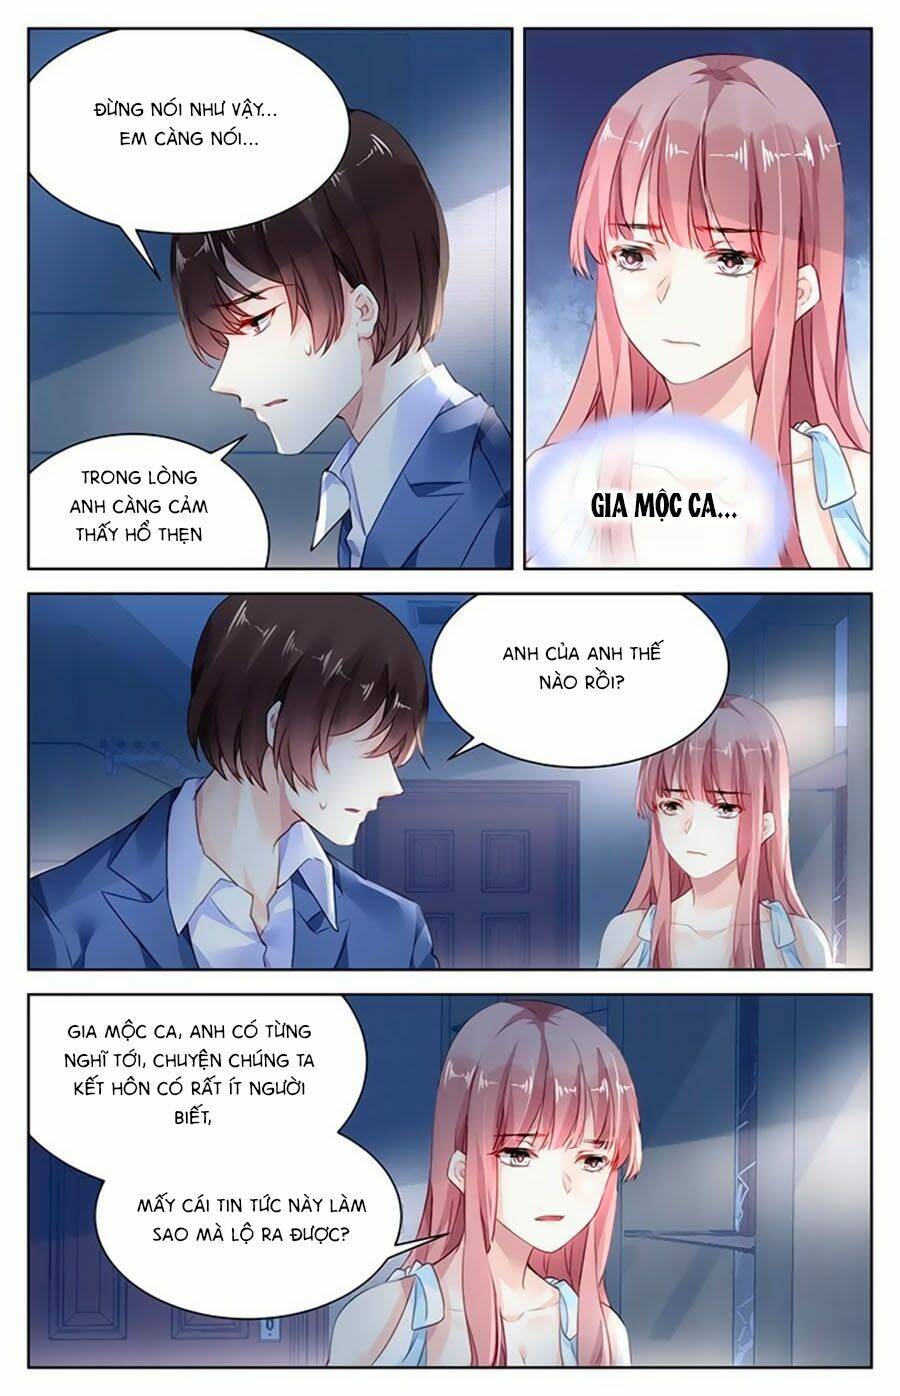 ĐỪNG NÓI NHƯ VẬY...
EM CÀNG NÓI...
TRONG LÒNG
ANH CÀNG CẢM
THẤY HỔ THẸN
GIA MỘC CA...
ANH CỦA ANH THẾ
NÀO RỒI?
GIA MỘC CA, ANH CÓ TỪNG
NGHĨ TỚI, CHUYỆN CHÚNG TA
KẾT HÔN CÓ RẤT ÍT NGƯỜI
BIẾT,
MẤY CÁI TIN TỨC NÀY LÀM
SAO MÀ LỘ RA ĐƯỢC?